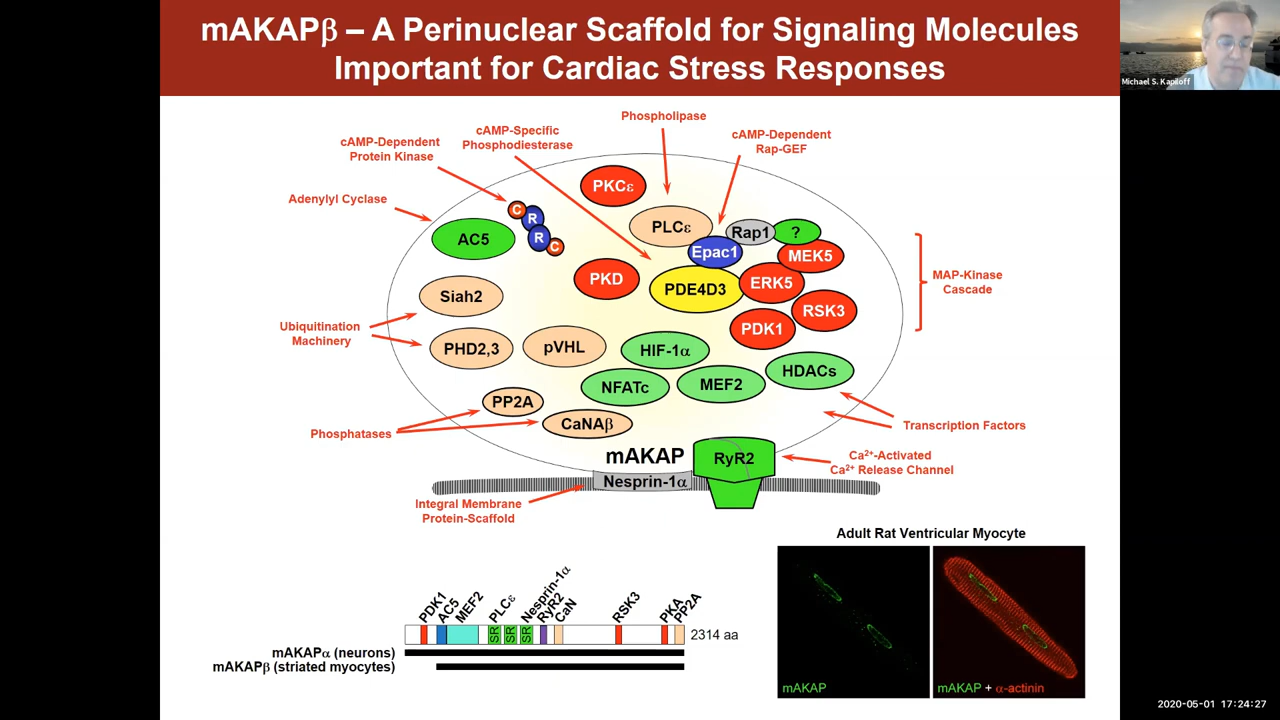 mAKAPβ – A Perinuclear Scaffold for Signaling Molecules
Important for Cardiac Stress Responses
Michael S. Kapiloff
Phospholipase
cAMP-Specific
Phosphodiesterase
cAMP-Dependent
Rap-GEF
cAMP-Dependent
Protein Kinase
Adenylyl Cyclase
PKCε
C
R
R
C
AC5
PLCε
Rap1
?
Epac1
MEK5
PKD
PDE4D3
ERK5
MAP-Kinase
Cascade
Siah2
RSK3
PDK1
Ubiquitination
Machinery
PHD2,3
pVHL
HIF-1α
HDACs
NFATc
MEF2
PP2A
CaNAβ
Phosphatases
Transcription Factors
mAKAP
RyR2
Ca²⁺-Activated
Ca²⁺ Release Channel
Nesprin-1α
Integral Membrane
Protein-Scaffold
Adult Rat Ventricular Myocyte
PDK1
AC5
MEF2
PLCε
Nesprin-1α
RyR2
CaN
RSK3
PKA
PP2A
SR
SR
SR
2314 aa
mAKAPα (neurons)
mAKAPβ (striated myocytes)
mAKAP
mAKAP + α-actinin
2020-05-01 17:24:27